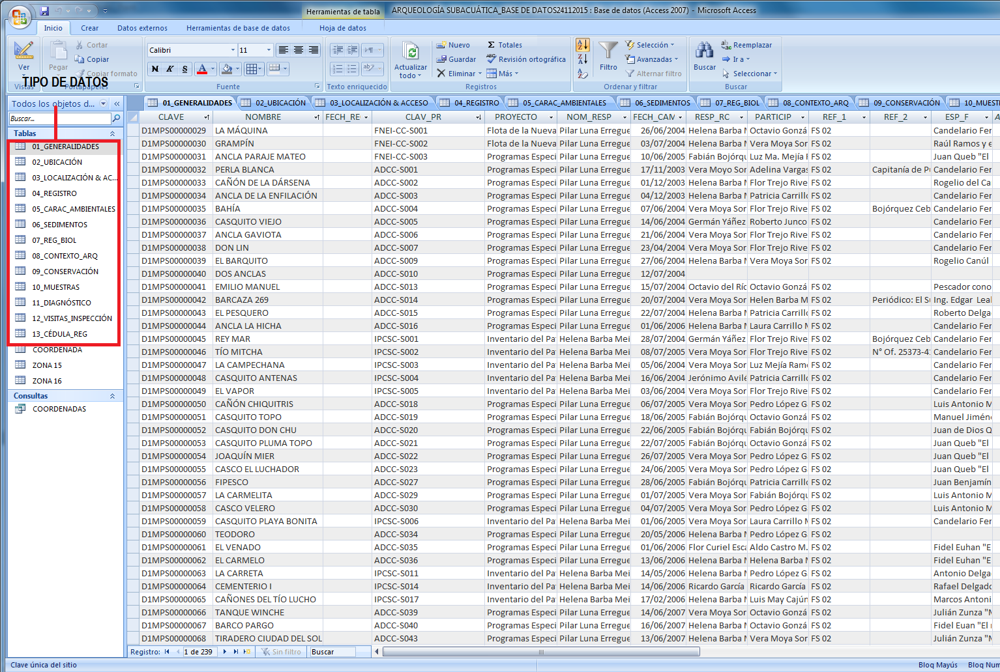 Herramientas de tabla
ARQUEOLOGÍA SUBACUÁTICA_BASE DE DATOS24112015 : Base de datos (Access 2007) - Microsoft Access
Inicio Crear Datos externos Herramientas de base de datos Hoja de datos
Ver
Vistas
Pegar
Cortar
Copiar
Copiar formato
Portapapeles
TIPO DE DATOS
Calibri 11
N K S A
Fuente
Texto enriquecido
Actualizar todo
Nuevo
Guardar
Eliminar
Totales
Revisión ortográfica
Más
Registros
Filtro
Selección
Avanzadas
Alternar filtro
Ordenar y filtrar
Buscar
Reemplazar
Ir a
Seleccionar
Buscar
Todos los objetos d...
Buscar...
Tablas
01_GENERALIDADES
02_UBICACIÓN
03_LOCALIZACIÓN & AC...
04_REGISTRO
05_CARAC_AMBIENTALES
06_SEDIMENTOS
07_REG_BIOL
08_CONTEXTO_ARQ
09_CONSERVACIÓN
10_MUESTRAS
11_DIAGNÓSTICO
12_VISITAS_INSPECCIÓN
13_CÉDULA_REG
COORDENADA
ZONA 15
ZONA 16
Consultas
COORDENADAS
01_GENERALIDADES 02_UBICACIÓN 03_LOCALIZACIÓN & ACCESO 04_REGISTRO 05_CARAC_AMBIENTALES 06_SEDIMENTOS 07_REG_BIOL 08_CONTEXTO_ARQ 09_CONSERVACIÓN 10_MUEST
CLAVE NOMBRE FECH_RE CLAV_PR PROYECTO NOM_RESP FECH_CAM RESP_RC PARTICIP REF_1 REF_2 ESP_F A
D1MPS00000029 LA MÁQUINA FNEI-CC-S001 Flota de la Nueva Pilar Luna Erregue 26/06/2004 Helena Barba M Octavio Gonzá FS 02 Candelario Fer
D1MPS00000030 GRAMPÍN FNEI-CC-S002 Flota de la Nueva Pilar Luna Erregue 03/07/2004 Helena Barba M Vera Moya Sor FS 02 Raúl Ramos y e
D1MPS00000031 ANCLA PARAJE MATEO FNEI-CC-S003 Programas Especi Pilar Luna Erregue 10/06/2005 Fabián Bojórqu Luz Ma. Mejía F FS 02 Juan Queb "El
D1MPS00000032 PERLA BLANCA ADCC-S001 Programas Especi Pilar Luna Erregue 17/11/2003 Vera Moyo Sor Adelina Vargas FS 02 Capitanía de Pu Candelario Fer
D1MPS00000033 CAÑÓN DE LA DÁRSENA ADCC-S002 Programas Especi Pilar Luna Erregue 01/12/2003 Helena Barba M Flor Trejo Rive FS 02 Rogelio del Ca
D1MPS00000034 ANCLA DE LA ENFILACIÓN ADCC-S003 Programas Especi Pilar Luna Erregue 04/12/2003 Helena Barba M Patricia Carrillo FS 02 Candelario Fer
D1MPS00000035 BAHÍA ADCC-S004 Programas Especi Pilar Luna Erregue 07/06/2004 Vera Moya Sor Flor Trejo Rive FS 02 Bojórquez Ceb Candelario Fer
D1MPS00000036 CASQUITO VIEJO ADCC-S005 Programas Especi Pilar Luna Erregue 14/06/2004 Germán Yáñez Roberto Junco FS 02 Candelario Fer
D1MPS00000037 ANCLA GAVIOTA ADCC-S006 Programas Especi Pilar Luna Erregue 21/06/2004 Vera Moya Sor Flor Trejo Rive FS 02 Candelario Fer
D1MPS00000038 DON LIN ADCC-S007 Programas Especi Pilar Luna Erregue 23/04/2004 Vera Moya Sor Flor Trejo Rive FS 02 Candelario Fer
D1MPS00000039 EL BARQUITO ADCC-S009 Programas Especi Pilar Luna Erregue 27/06/2004 Helena Barba M Vera Moya Sor FS 02 Rogelio Canúl
D1MPS00000040 DOS ANCLAS ADCC-S010 Programas Especi Pilar Luna Erregue 12/07/2004
D1MPS00000041 EMILIO MANUEL ADCC-S013 Programas Especi Pilar Luna Erregue 15/07/2004 Octavio del Río Octavio Gonzá FS 02 Pescador cono
D1MPS00000042 BARCAZA 269 ADCC-S014 Programas Especi Pilar Luna Erregue 20/07/2004 Vera Moya Sor Helen Barba M FS 02 Periódico: El Su Ing. Edgar Leal
D1MPS00000043 EL PESQUERO ADCC-S015 Programas Especi Pilar Luna Erregue 22/10/2004 Vera Moya Sor Patricia Carrillo FS 02 Roberto Delga
D1MPS00000044 ANCLA LA HICHA ADCC-S016 Programas Especi Pilar Luna Erregue 01/06/2006 Helena Barba M Laura Carrillo M FS 02 Candelario Fer
D1MPS00000045 REY MAR IPCSC-S001 Inventario del Pa Helena Barba Mei 28/07/2004 Germán Yáñez Flor Trejo Rive FS 02 Bojórquez Ceb Candelario Fer
D1MPS00000046 TÍO MITCHA IPCSC-S002 Inventario del Pa Helena Barba Mei 08/07/2005 Vera Moya Sor Flor Trejo Rive FS 02 N° Of. 25373-41 Candelario Fer
D1MPS00000047 LA CAMPECHANA IPCSC-S003 Inventario del Pa Helena Barba Mei 05/06/2004 Vera Moya Sor Luz Mejía Ramo FS 02 Candelario Fer
D1MPS00000048 CASQUITO ANTENAS IPCSC-S004 Inventario del Pa Helena Barba Mei 16/06/2004 Jerónimo Avilé Patricia Carrillo FS 02 Candelario Fer
D1MPS00000049 EL VAPOR IPCSC-S005 Inventario del Pa Helena Barba Mei 03/06/2004 Vera Moya Sor Flor Trejo Rive FS 02 Candelario Fer
D1MPS00000050 CAÑÓN CHIQUITRIS ADCC-S018 Programas Especi Pilar Luna Erregue 06/07/2005 Vera Moya Sor Pedro López G FS 02 Luis Antonio M
D1MPS00000051 CASQUITO TOPO ADCC-S019 Programas Especi Pilar Luna Erregue 18/06/2005 Fabián Bojórqu Octavio Gonzá FS 02 Manuel Jiméne
D1MPS00000052 CASQUITO DON CHU ADCC-S020 Programas Especi Pilar Luna Erregue 22/06/2005 Fabián Bojórqu Fabián Bojórqu FS 02 Juan de Dios Q
D1MPS00000053 CASQUITO PLUMA TOPO ADCC-S021 Programas Especi Pilar Luna Erregue 22/07/2005 Fabián Bojórqu Octavio Gonzá FS 02 Juan Queb "El
D1MPS00000054 JOAQUÍN MIER ADCC-S022 Programas Especi Pilar Luna Erregue 26/07/2005 Vera Moya Sor Pedro López G FS 02 Juan Queb "El
D1MPS00000055 CASCO EL LUCHADOR ADCC-S023 Programas Especi Pilar Luna Erregue 24/06/2005 Vera Moya Sor Pedro López G FS 02 Juan Queb "El
D1MPS00000056 FIPESCO ADCC-S027 Programas Especi Pilar Luna Erregue 28/06/2005 Fabián Bojórqu Patricia Carrillo FS 02 Juan Benjamín
D1MPS00000057 LA CARMELITA ADCC-S029 Programas Especi Pilar Luna Erregue 01/07/2005 Vera Moya Sor Fabián Bojórqu FS 02 Luis Antonio M
D1MPS00000058 CASCO VELERO ADCC-S030 Programas Especi Pilar Luna Erregue 04/07/2005 Vera Moya Sor Pedro López G FS 02 Luis Antonio M
D1MPS00000059 CASQUITO PLAYA BONITA IPCSC-S006 Inventario del Pa Helena Barba Mei 01/06/2005 Vera Moya Sor Laura Carrillo M FS 02 Candelario Fer
D1MPS00000060 TEODORO ADCC-S034 Programas Especi Pilar Luna Erregue 20/05/2006 Helena Barba M Pedro López G FS 02
D1MPS00000061 EL VENADO ADCC-S035 Programas Especi Pilar Luna Erregue 01/06/2006 Flor Curiel Esca Aldo Castro M. FS 02 Fidel Euhan "E
D1MPS00000062 EL CARMELO ADCC-S036 Programas Especi Pilar Luna Erregue 13/06/2006 Helena Barba M Helena Barba M FS 02 Fidel Euhan "E
D1MPS00000063 LA CARRETA IPCSC-S011 Inventario del Pa Helena Barba Mei 14/05/2006 Helena Barba M Pedro López G FS 02 Antonio Delga
D1MPS00000064 CEMENTERIO I IPCSC-S014 Inventario del Pa Helena Barba Mei 14/06/2006 Ricardo García Ricardo García FS 02 Rafael Delgado
D1MPS00000065 CAÑONES DEL TÍO LUCHO IPCSC-S017 Inventario del Pa Helena Barba Mei 17/02/2006 Helena Barba M Luis May Cajún FS 02 Marcos Antoni
D1MPS00000066 TANQUE WINCHE ADCC-S039 Programas Especi Pilar Luna Erregue 14/06/2007 Vera Moya Sor Octavio Gonzá FS 02 Julián Zunza "M
D1MPS00000067 BARCO PARGO ADCC-S040 Programas Especi Pilar Luna Erregue 06/06/2007 Helena Barba M Octavio Gonzá FS 02 Fidel Euan "El
D1MPS00000068 TIRADERO CIUDAD DEL SOL ADCC-S043 Programas Especi Pilar Luna Erregue 13/06/2007 Helena Barba M Vera Moya Sor FS 02 Julián Zunza "M
Registro: 1 de 239 Sin filtro Buscar
Clave única del sitio
Bloq Mayús Bloq Num